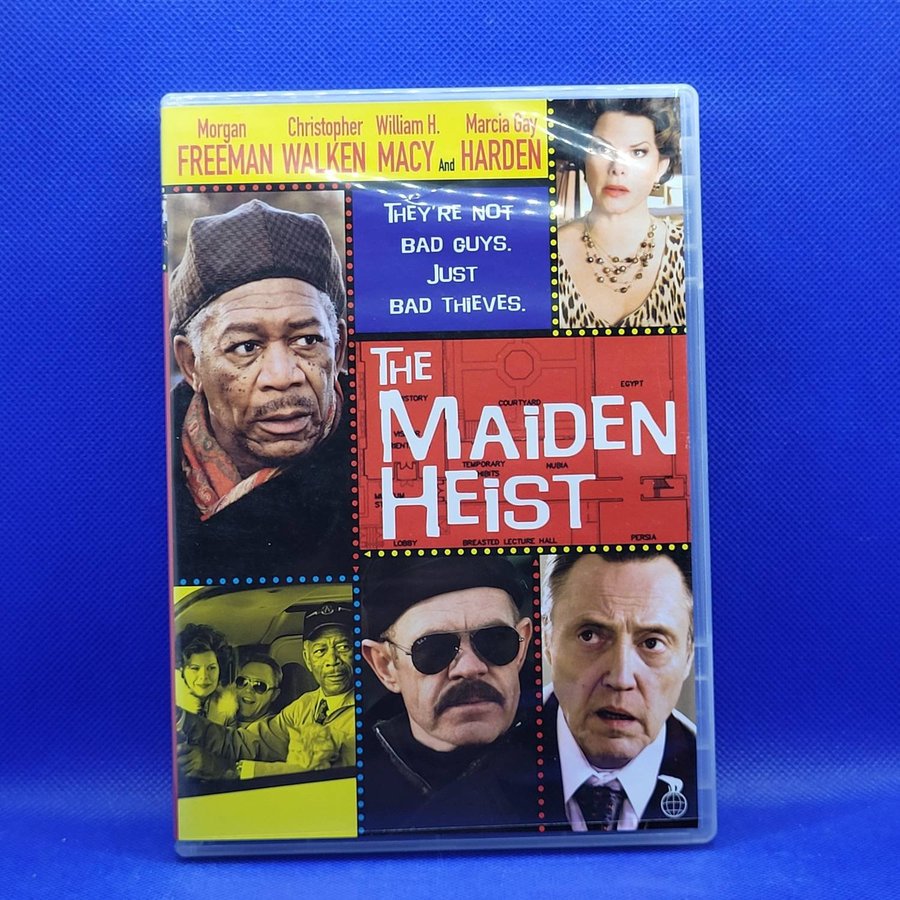 Morgan Christopher William H. Marcia Gay
FREEMAN WALKEN MACY And HARDEN
THEY'RE NOT
BAD GUYS.
JUST
BAD THIEVES.
THE
MAiDEN
HEiST
EGYPT
COURTYARD
TEMPORARY
NUBIA
LOBBY
BREASTED LECTURE HALL
PERSIA